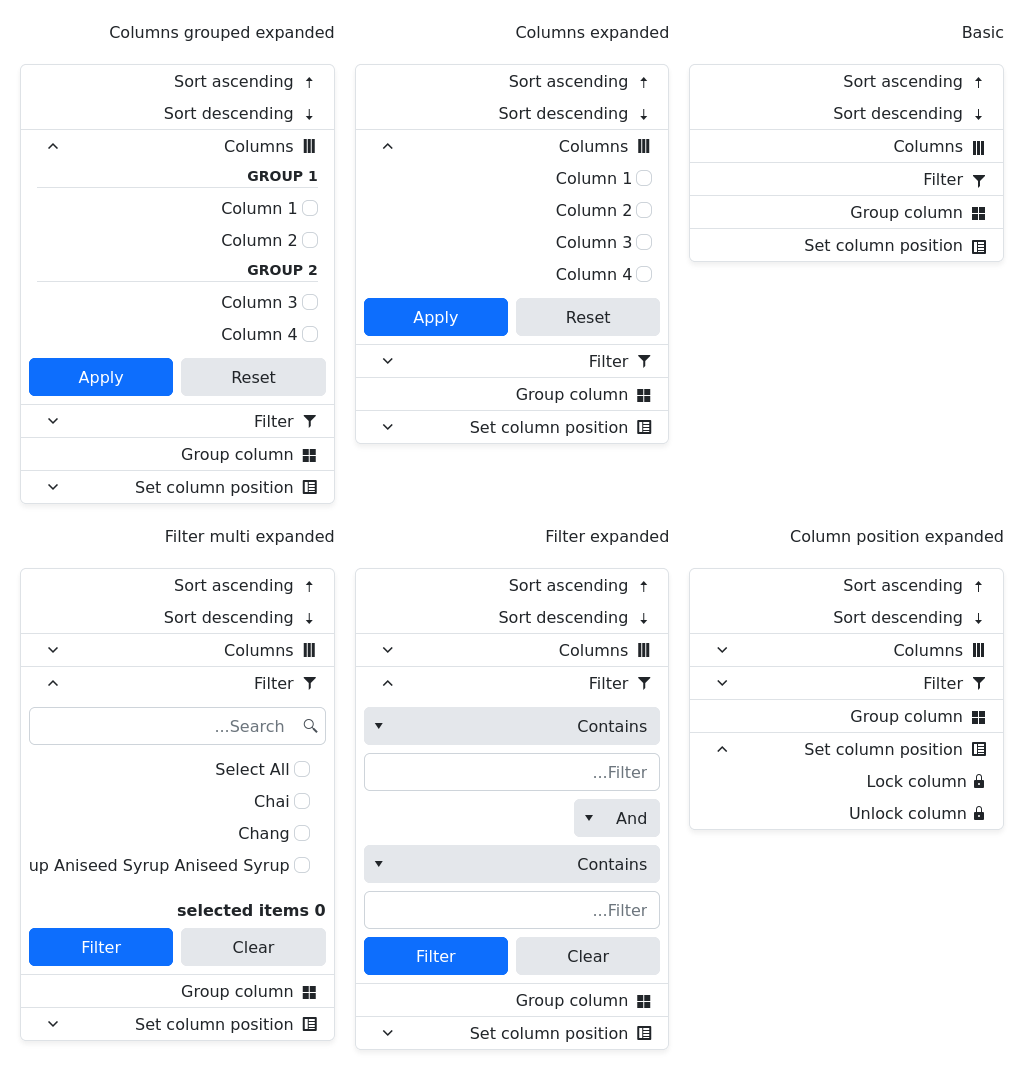 Columns grouped expanded
Sort ascending
Sort descending
Columns
GROUP 1
Column 1
Column 2
GROUP 2
Column 3
Column 4
Apply
Reset
Filter
Group column
Set column position
Columns expanded
Sort ascending
Sort descending
Columns
Column 1
Column 2
Column 3
Column 4
Apply
Reset
Filter
Group column
Set column position
Basic
Sort ascending
Sort descending
Columns
Filter
Group column
Set column position
Filter multi expanded
Sort ascending
Sort descending
Columns
Filter
...Search
Select All
Chai
Chang
up Aniseed Syrup Aniseed Syrup
selected items 0
Filter
Clear
Group column
Set column position
Filter expanded
Sort ascending
Sort descending
Columns
Filter
Contains
...Filter
And
Contains
...Filter
Filter
Clear
Group column
Set column position
Column position expanded
Sort ascending
Sort descending
Columns
Filter
Group column
Set column position
Lock column
Unlock column